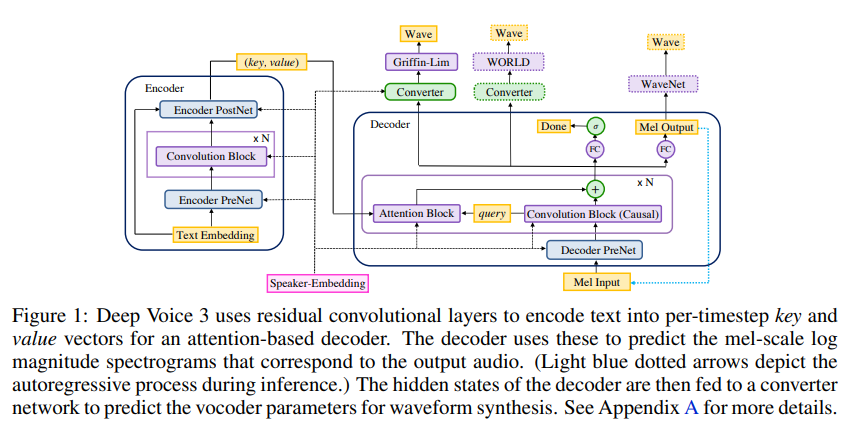 Wave
Wave
Wave
(key, value)
Griffin-Lim
WORLD
WaveNet
Encoder
Converter
Converter
Encoder PostNet
Decoder
Done
σ
Mel Output
x N
FC
FC
Convolution Block
x N
Encoder PreNet
+
Attention Block
query
Convolution Block (Causal)
Text Embedding
Decoder PreNet
Speaker-Embedding
Mel Input
Figure 1: Deep Voice 3 uses residual convolutional layers to encode text into per-timestep key and
value vectors for an attention-based decoder. The decoder uses these to predict the mel-scale log
magnitude spectrograms that correspond to the output audio. (Light blue dotted arrows depict the
autoregressive process during inference.) The hidden states of the decoder are then fed to a converter
network to predict the vocoder parameters for waveform synthesis. See Appendix A for more details.